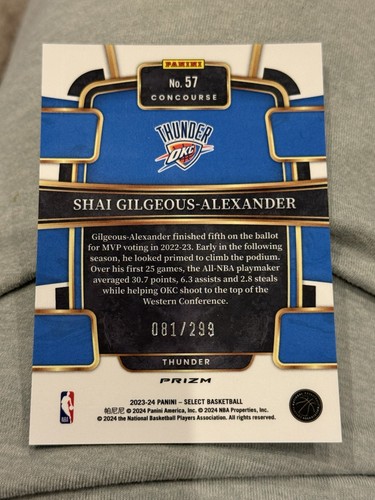 PANINI
No. 57
CONCOURSE
THUNDER
OKC
SHAI GILGEOUS-ALEXANDER
Gilgeous-Alexander finished fifth on the ballot
for MVP voting in 2022-23. Early in the following
season, he looked primed to climb the podium.
Over his first 25 games, the All-NBA playmaker
averaged 30.7 points, 6.3 assists and 2.8 steals
while helping OKC shoot to the top of the
Western Conference.
081/299
THUNDER
PRIZM
2023-24 PANINI – SELECT BASKETBALL
帕尼尼 © 2024 Panini America, Inc. © 2024 NBA Properties, Inc.
© 2024 the National Basketball Players Association. All rights reserved.
NBA